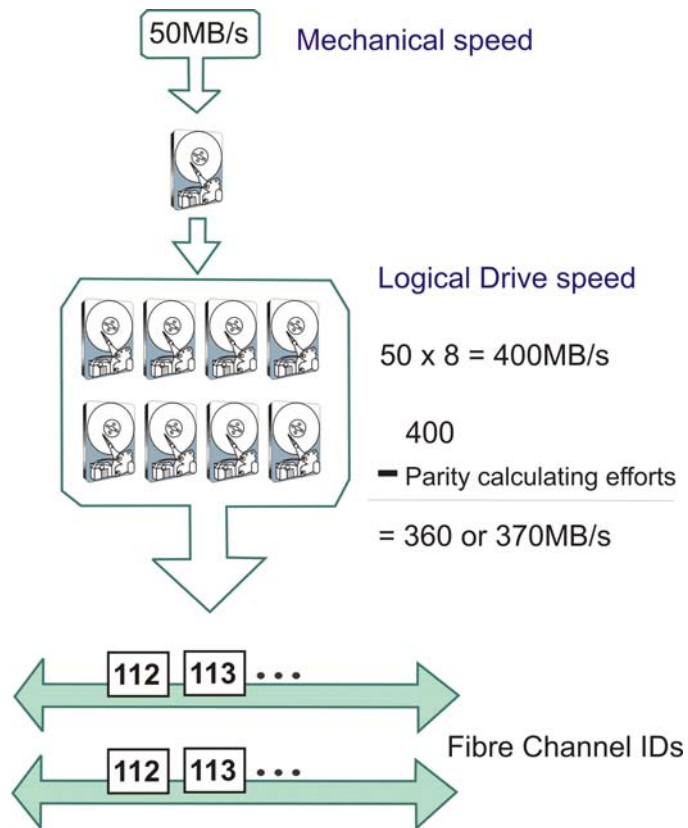 50MB/s
Mechanical speed
Logical Drive speed
50 x 8 = 400MB/s
400
- Parity calculating efforts
= 360 or 370MB/s
112 113 ...
Fibre Channel IDs
112 113 ...